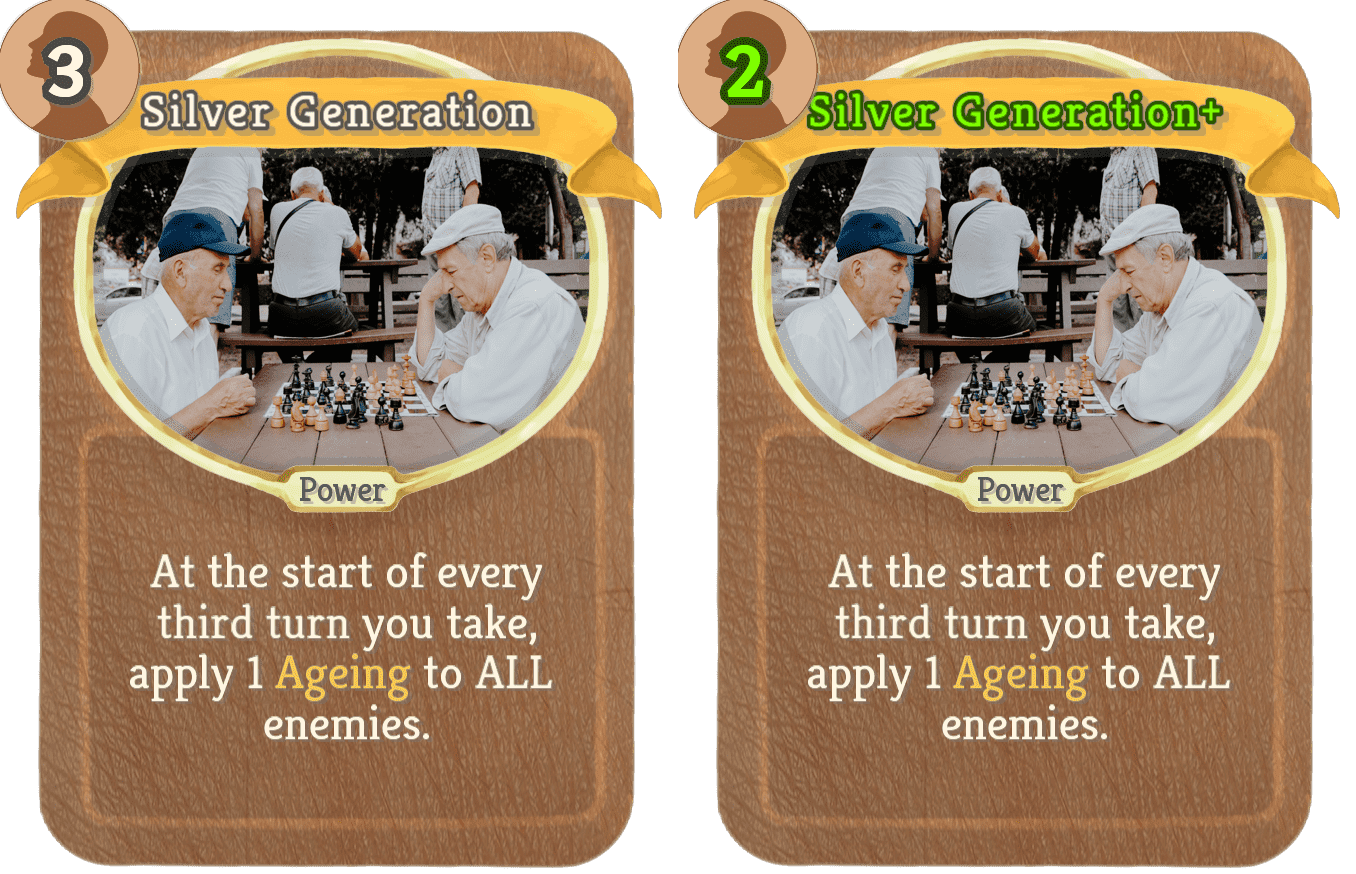 3
Silver Generation
Power
At the start of every
third turn you take,
apply 1 Ageing to ALL
enemies.
2
Silver Generation+
Power
At the start of every
third turn you take,
apply 1 Ageing to ALL
enemies.